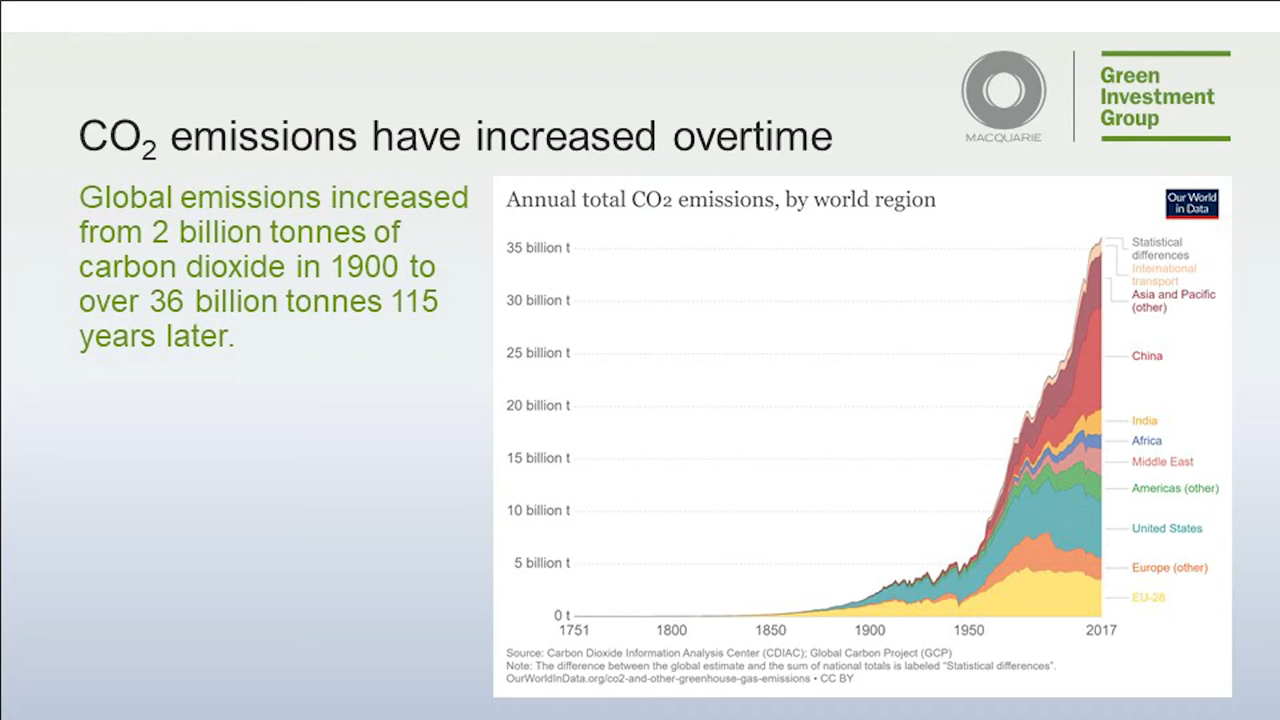 MACQUARIE
Green
Investment
Group
CO2 emissions have increased overtime
Global emissions increased
from 2 billion tonnes of
carbon dioxide in 1900 to
over 36 billion tonnes 115
years later.
Annual total CO2 emissions, by world region
Our World
in Data
35 billion t
30 billion t
25 billion t
20 billion t
15 billion t
10 billion t
5 billion t
0 t
1751
1800
1850
1900
1950
2017
Statistical
differences
International
transport
Asia and Pacific
(other)
China
India
Africa
Middle East
Americas (other)
United States
Europe (other)
EU-28
Source: Carbon Dioxide Information Analysis Center (CDIAC); Global Carbon Project (GCP)
Note: The difference between the global estimate and the sum of national totals is labeled “Statistical differences”.
OurWorldInData.org/co2-and-other-greenhouse-gas-emissions • CC BY